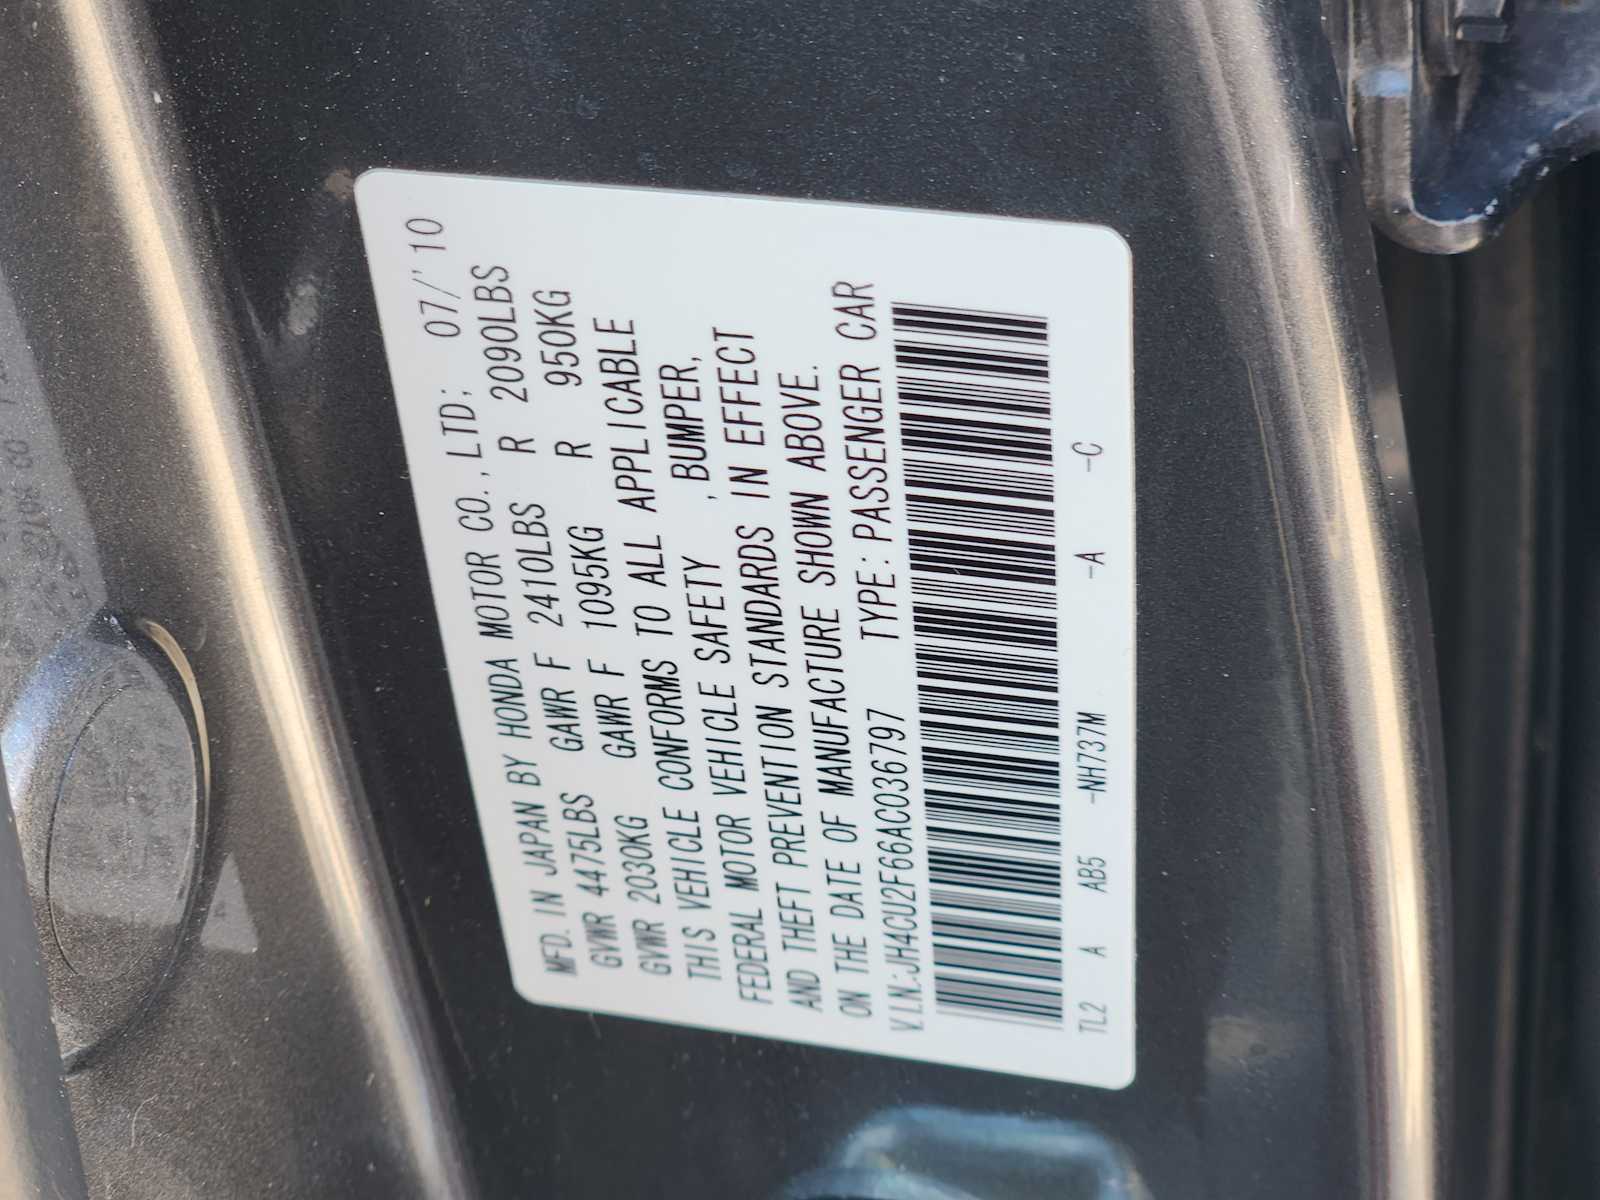 MFD. IN JAPAN BY HONDA MOTOR CO., LTD; 07/'10
GVWR 4475LBS GAWR F 2410LBS R 2090LBS
GVWR 2030KG GAWR F 1095KG R 950KG
THIS VEHICLE CONFORMS TO ALL APPLICABLE
FEDERAL MOTOR VEHICLE SAFETY ,BUMPER,
AND THEFT PREVENTION STANDARDS IN EFFECT
ON THE DATE OF MANUFACTURE SHOWN ABOVE.
V.I.N.:JH4CU2F66AC036797 TYPE: PASSENGER CAR
TL2 A AB5 -NH737M -A -C